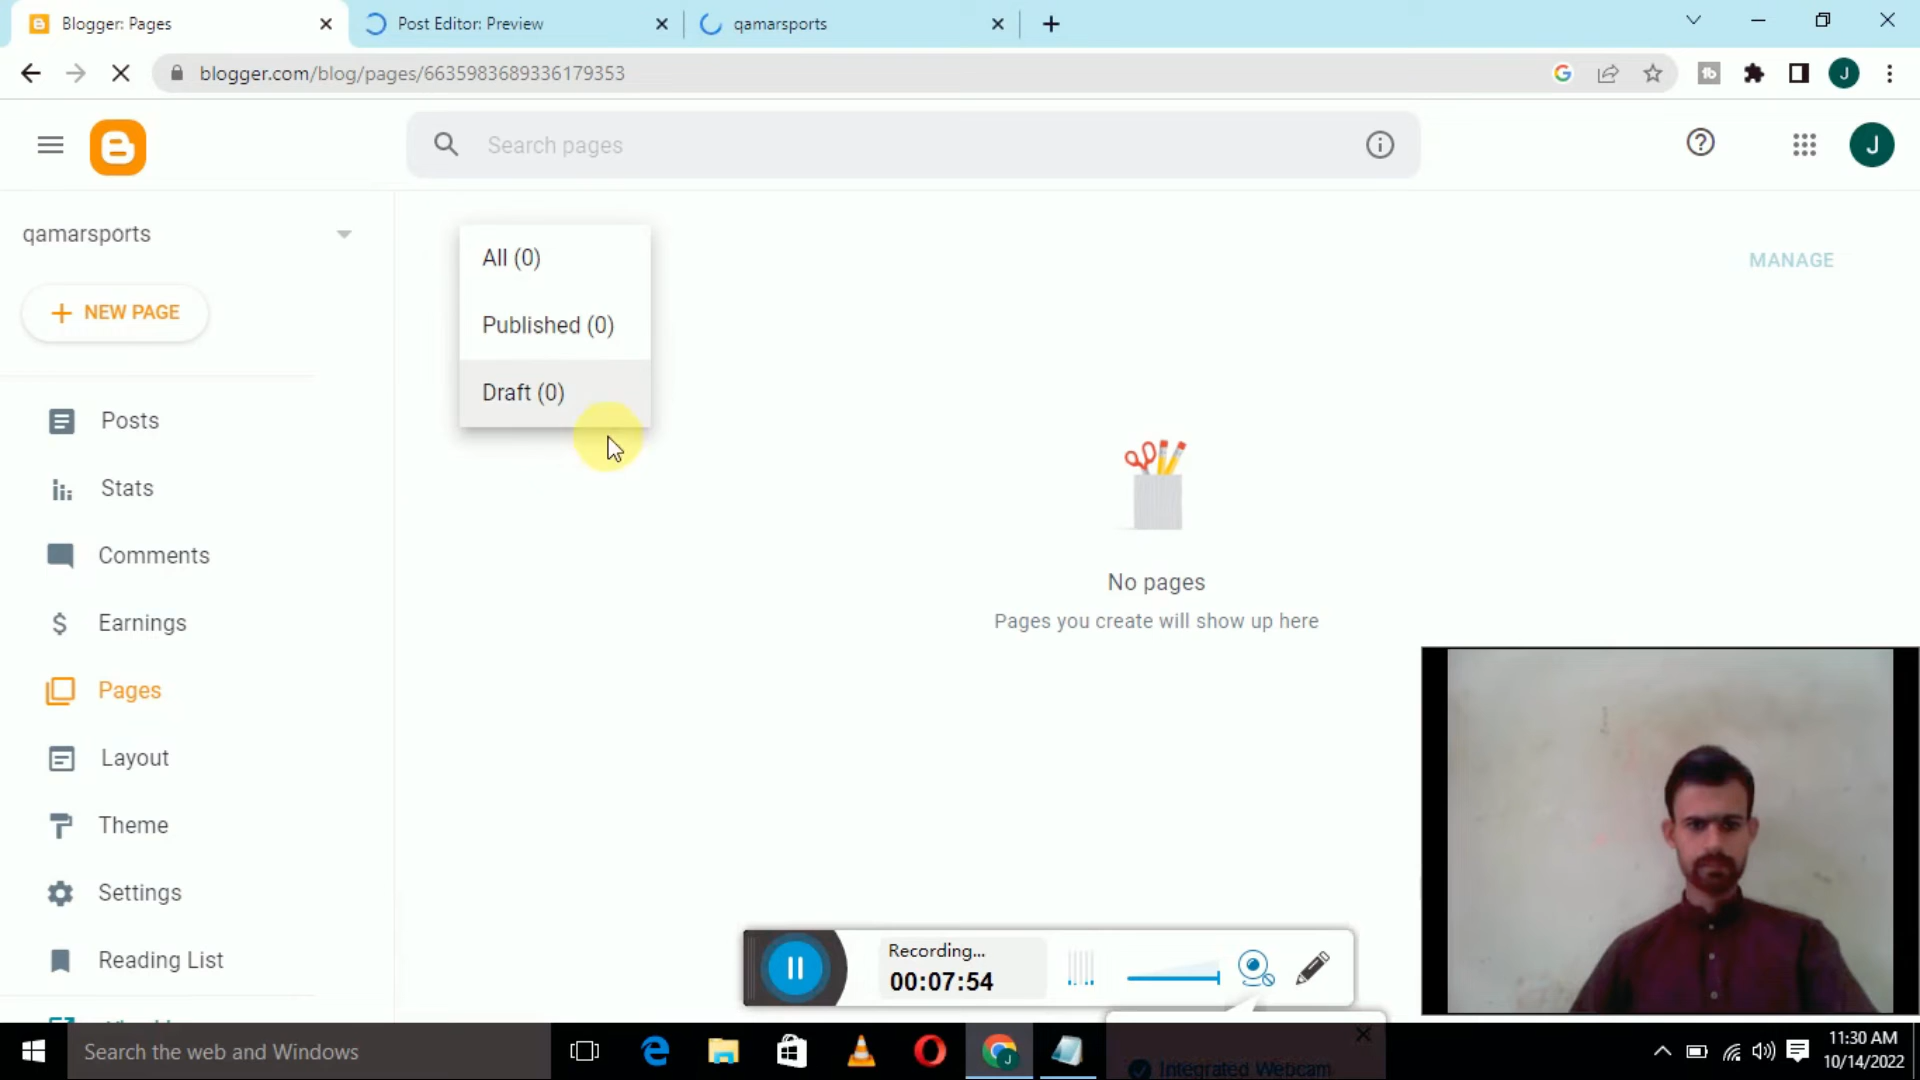 Blogger: Pages
Post Editor: Preview
qamarsports
blogger.com/blog/pages/6635983689336179353
J
Search pages
J
qamarsports
NEW PAGE
All (0)
Published (0)
Draft (0)
MANAGE
Posts
Stats
Comments
Earnings
Pages
Layout
Theme
Settings
Reading List
No pages
Pages you create will show up here
Recording...
00:07:54
Integrated Webcam
Search the web and Windows
11:30 AM
10/14/2022